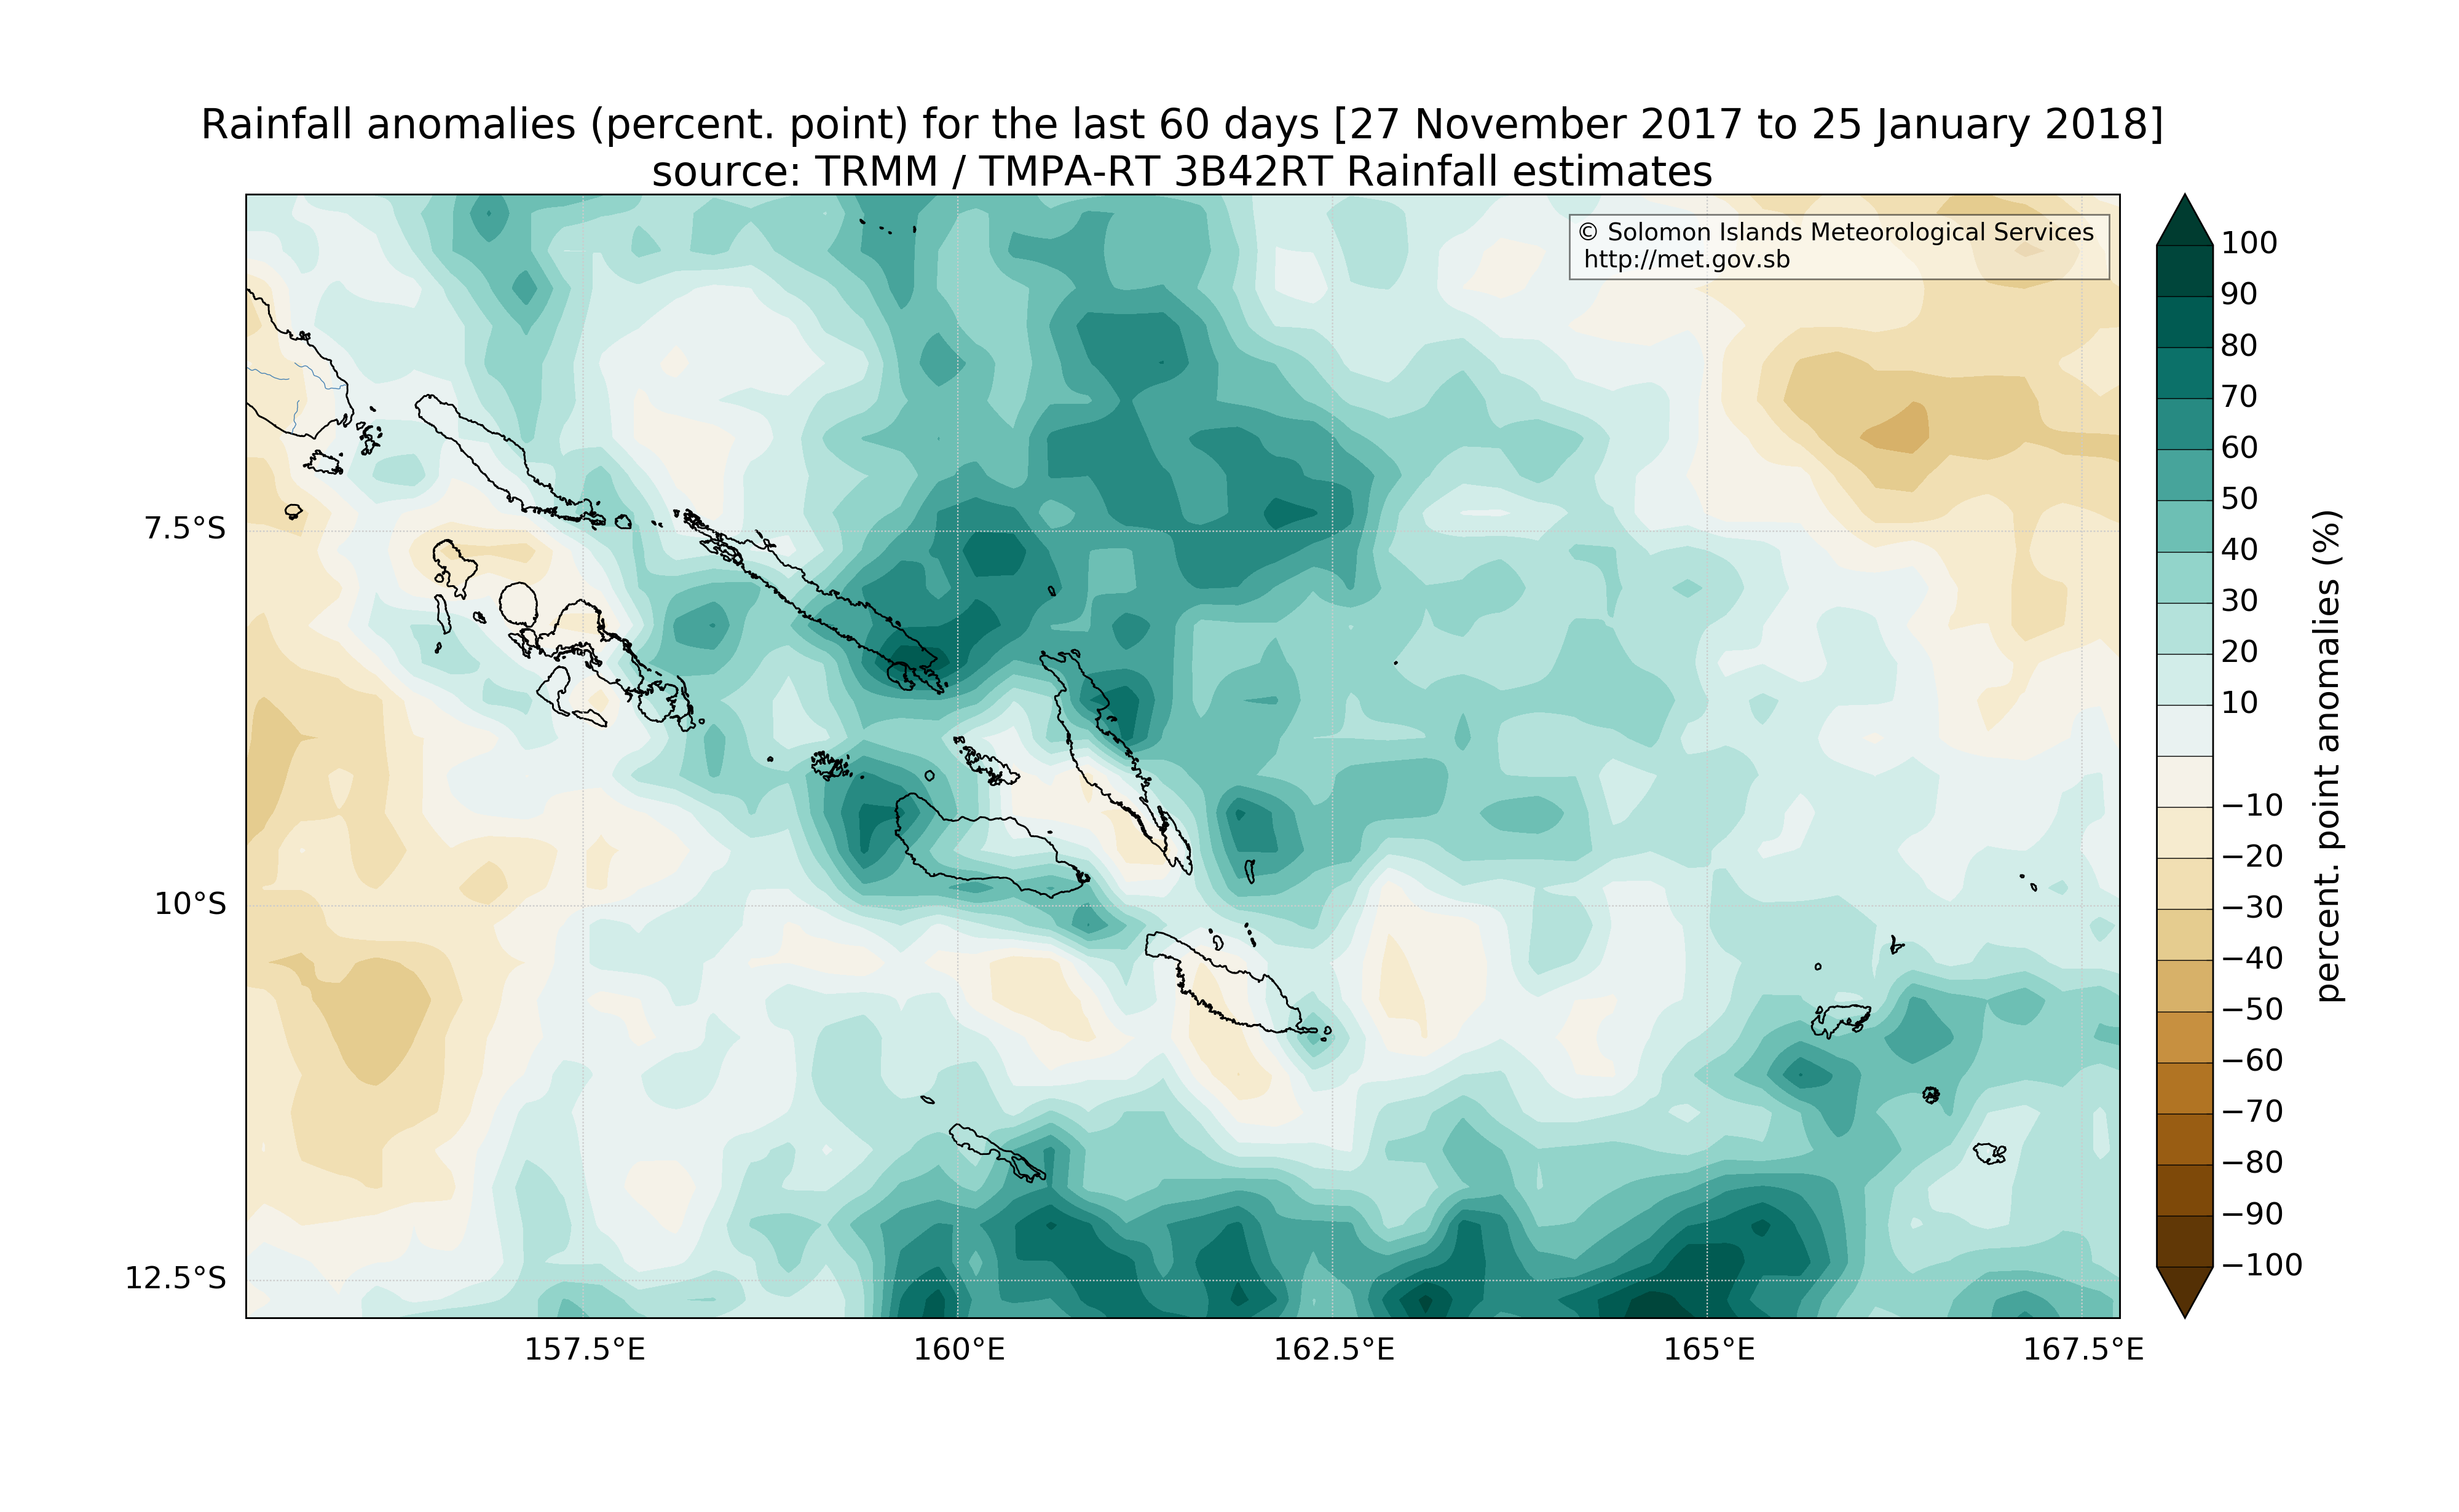 Rainfall anomalies (percent. point) for the last 60 days [27 November 2017 to 25 January 2018]
source: TRMM / TMPA-RT 3B42RT Rainfall estimates
© Solomon Islands Meteorological Services
http://met.gov.sb
7.5°S
10°S
12.5°S
157.5°E
160°E
162.5°E
165°E
167.5°E
100
90
80
70
60
50
40
30
20
10
−10
−20
−30
−40
−50
−60
−70
−80
−90
−100
percent. point anomalies (%)